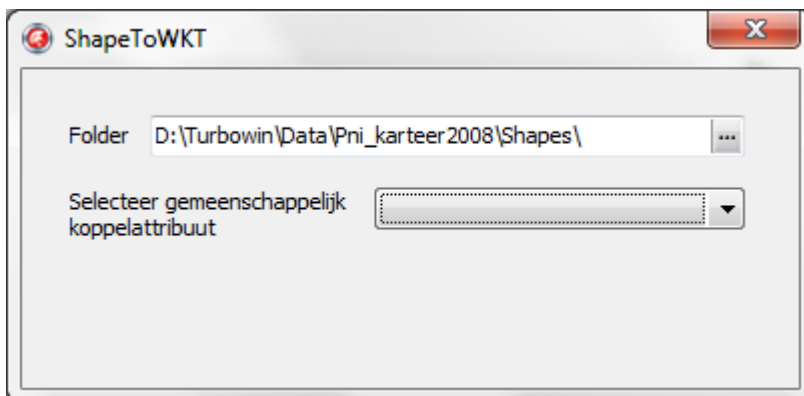 ShapeToWKT
Folder D:\Turbowin\Data\Pni_karteer2008\Shapes\ ...
Selecteer gemeenschappelijk
koppelattribuut